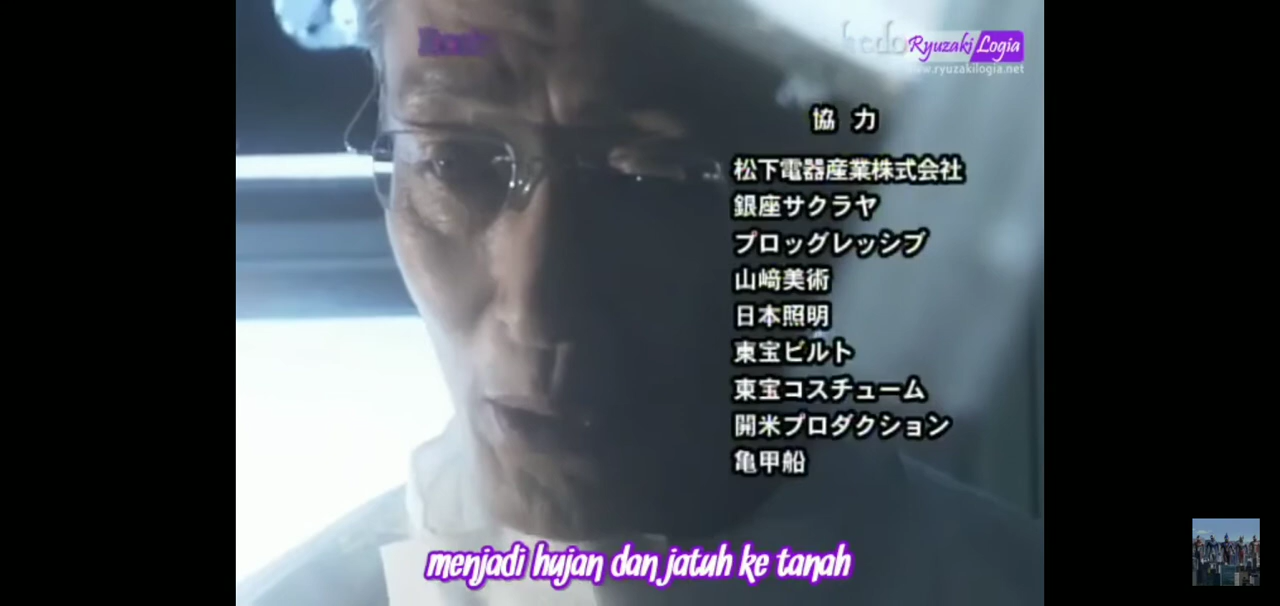 Ryuzaki Logia
www.ryuzakilogia.net
協 力
松下電器産業株式会社
銀座サクラヤ
プロッグレッシブ
山﨑美術
日本照明
東宝ビルト
東宝コスチューム
開米プロダクション
亀甲船
menjadi hujan dan jatuh ke tanah